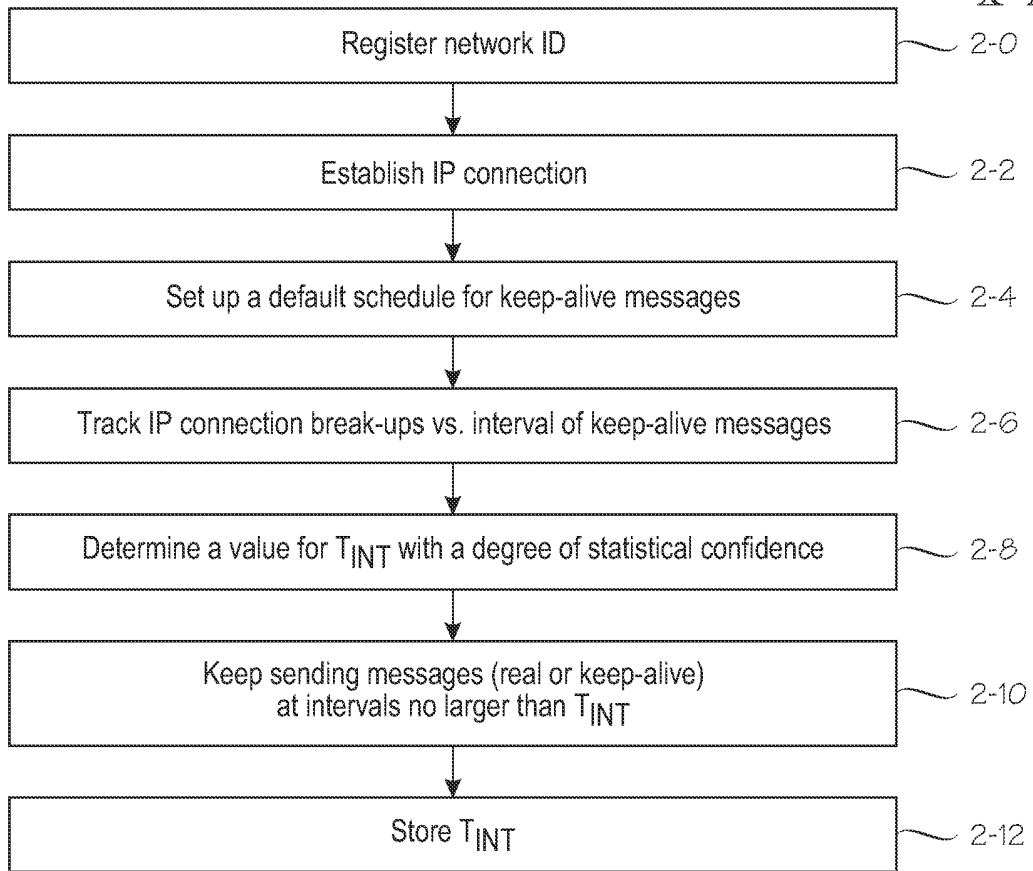 Register network ID 2-0
Establish IP connection 2-2
Set up a default schedule for keep-alive messages 2-4
Track IP connection break-ups vs. interval of keep-alive messages 2-6
Determine a value for TINT with a degree of statistical confidence 2-8
Keep sending messages (real or keep-alive)
at intervals no larger than TINT 2-10
Store TINT 2-12